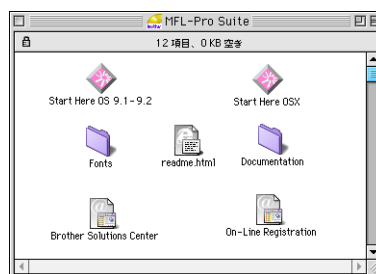 MFL-Pro Suite
12 項目、0 KB 空き
Start Here OS 9.1-9.2
Start Here OSX
Fonts
readme.html
Documentation
Brother Solutions Center
On-Line Registration